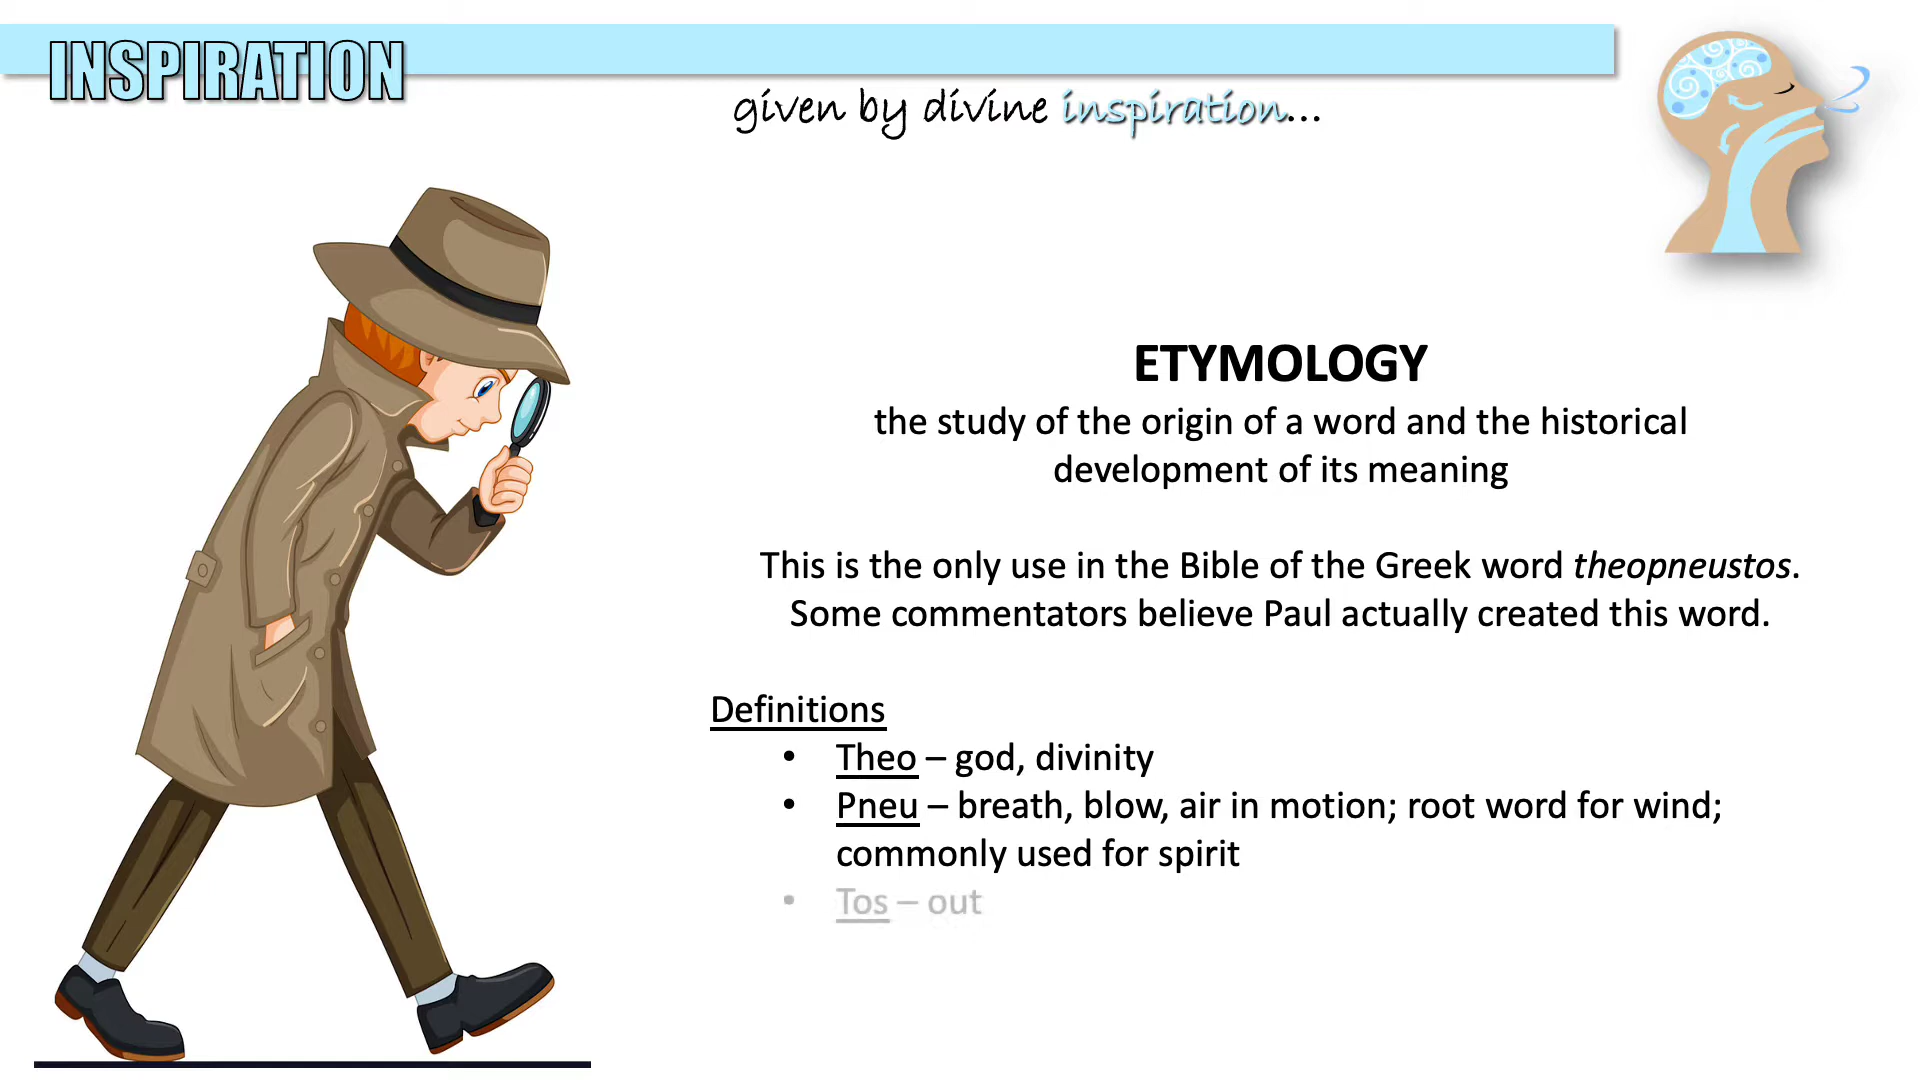 INSPIRATION
given by divine inspiration...
ETYMOLOGY
the study of the origin of a word and the historical
development of its meaning
This is the only use in the Bible of the Greek word theopneustos.
Some commentators believe Paul actually created this word.
Definitions
• Theo – god, divinity
• Pneu – breath, blow, air in motion; root word for wind;
commonly used for spirit
• Tos – out